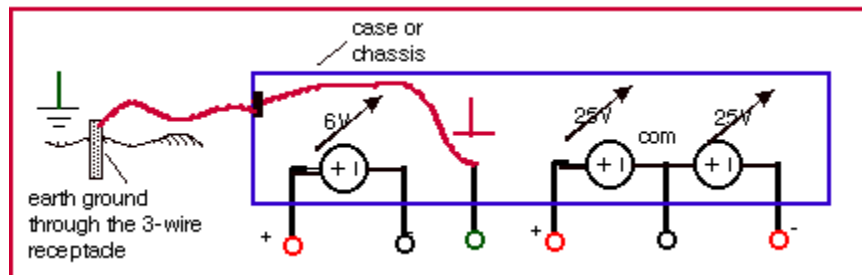 case or
chassis
6V
25V
com
25V
+ I
+ I
+ I
earth ground
through the 3-wire
receptacle
+
-
+
-